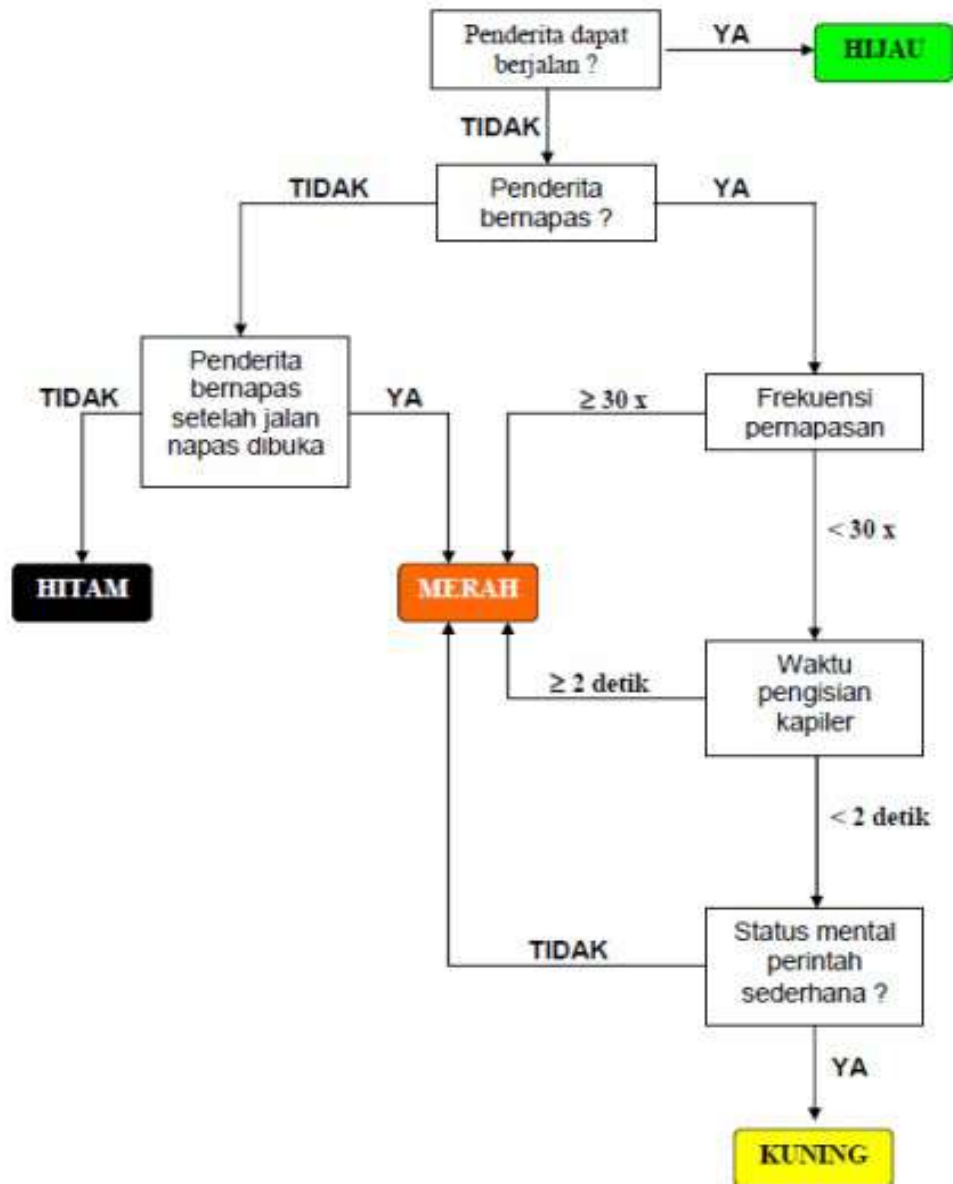 Penderita dapat
berjalan ?
YA
HIJAU
TIDAK
Penderita
bernapas ?
TIDAK
YA
Penderita
bernapas
setelah jalan
napas dibuka
TIDAK
YA
≥ 30 x
Frekuensi
pernapasan
< 30 x
HITAM
MERAH
≥ 2 detik
Waktu
pengisian
kapiler
< 2 detik
TIDAK
Status mental
perintah
sederhana ?
YA
KUNING